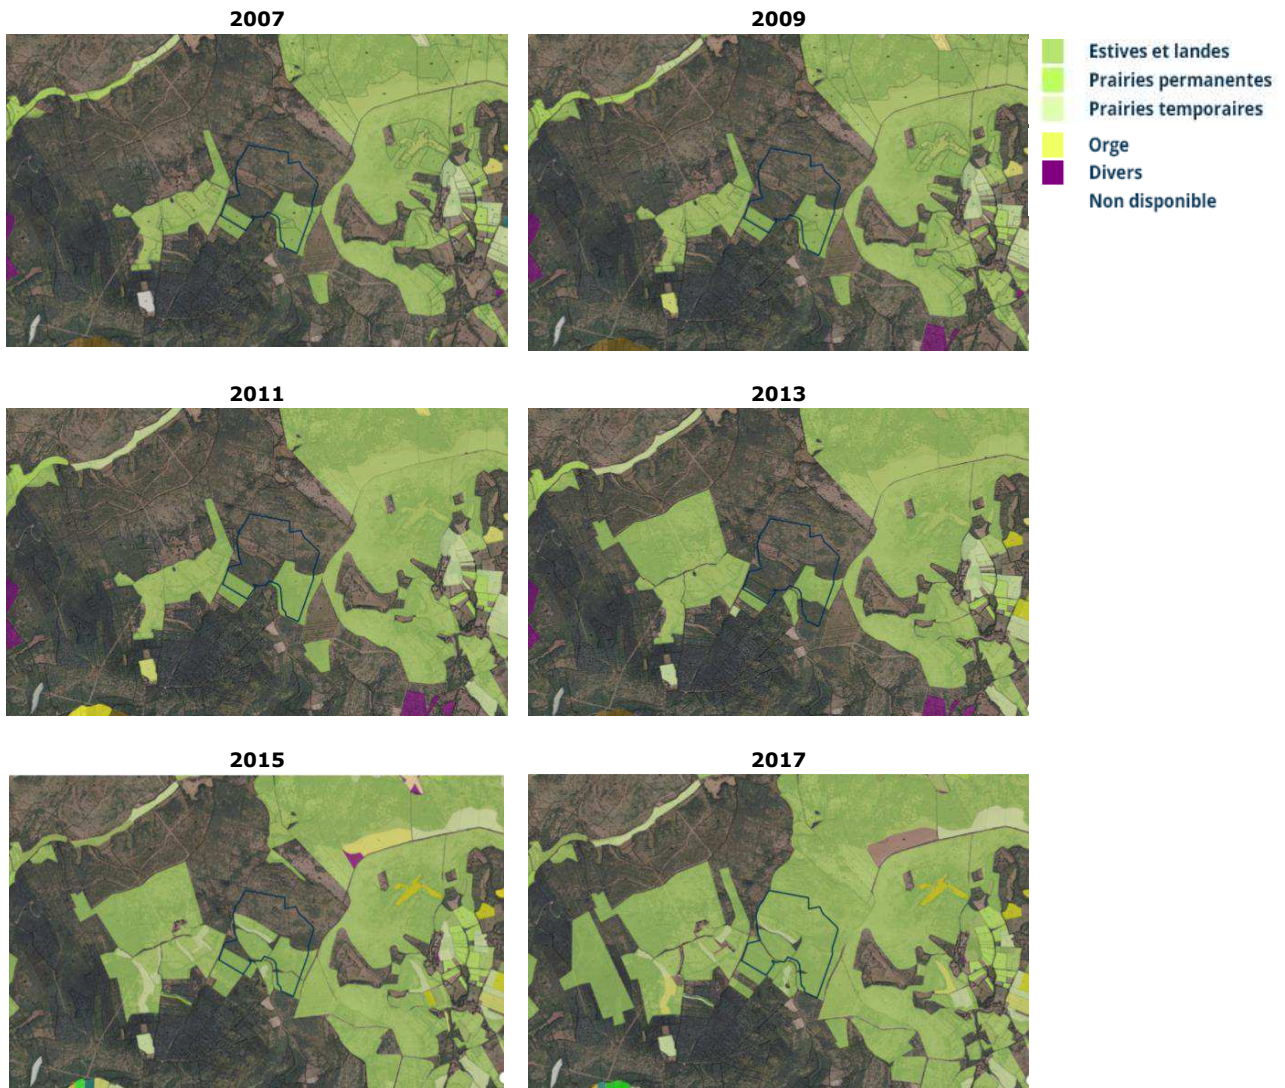 2007
2009
Estives et landes
Prairies permanentes
Prairies temporaires
Orge
Divers
Non disponible
2011
2013
2015
2017